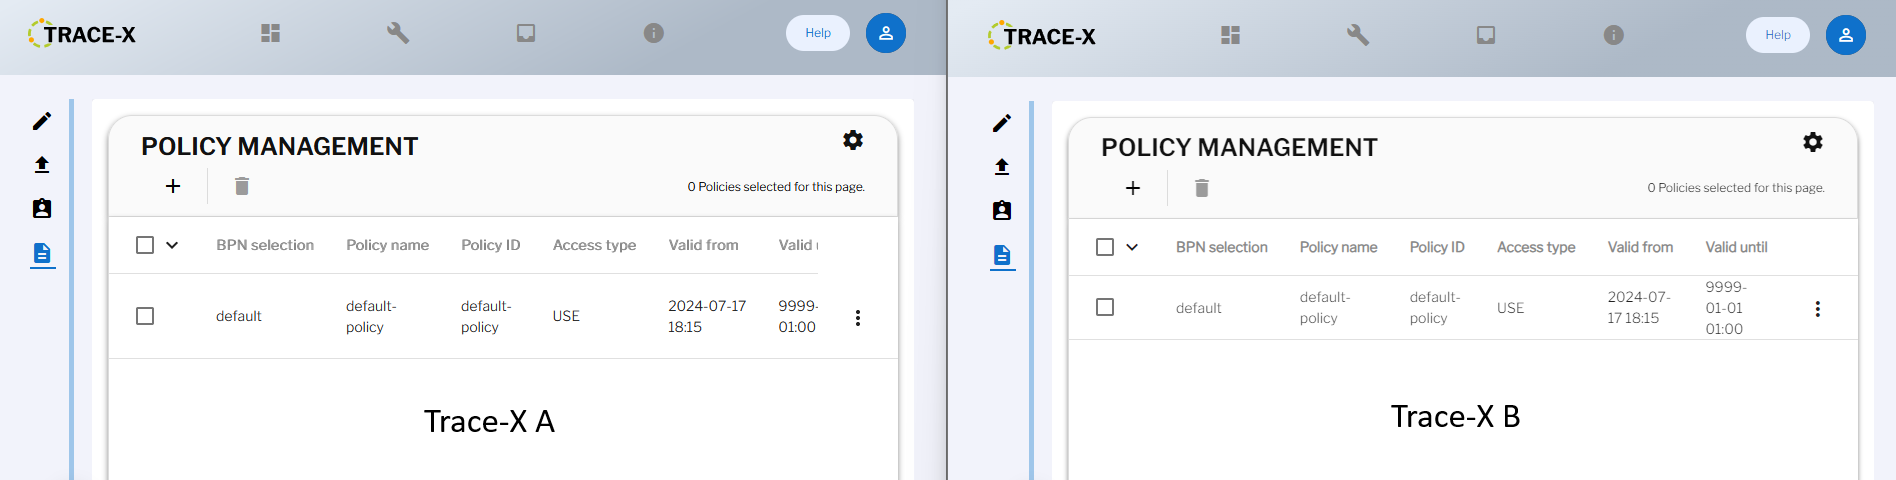 TRACE-X
Help
POLICY MANAGEMENT
0 Policies selected for this page.
BPN selection Policy name Policy ID Access type Valid from Valid
default default-policy default-policy USE 2024-07-17 18:15 9999- 01:00
Trace-X A
TRACE-X
Help
POLICY MANAGEMENT
0 Policies selected for this page.
BPN selection Policy name Policy ID Access type Valid from Valid until
default default-policy default-policy USE 2024-07-17 18:15 9999-01-01 01:00
Trace-X B